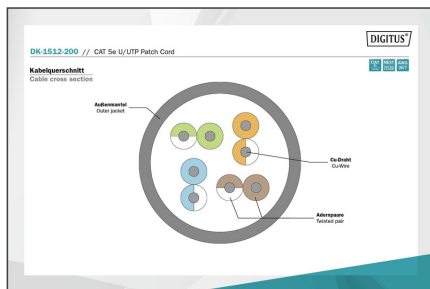 DIGITUS®
DK-1512-200 // CAT 5e U/UTP Patch Cord
Kabelquerschnitt
Cable cross section
Außenmantel
Outer jacket
Cu-Draht
Cu-Wire
Adernpaare
Twisted pair